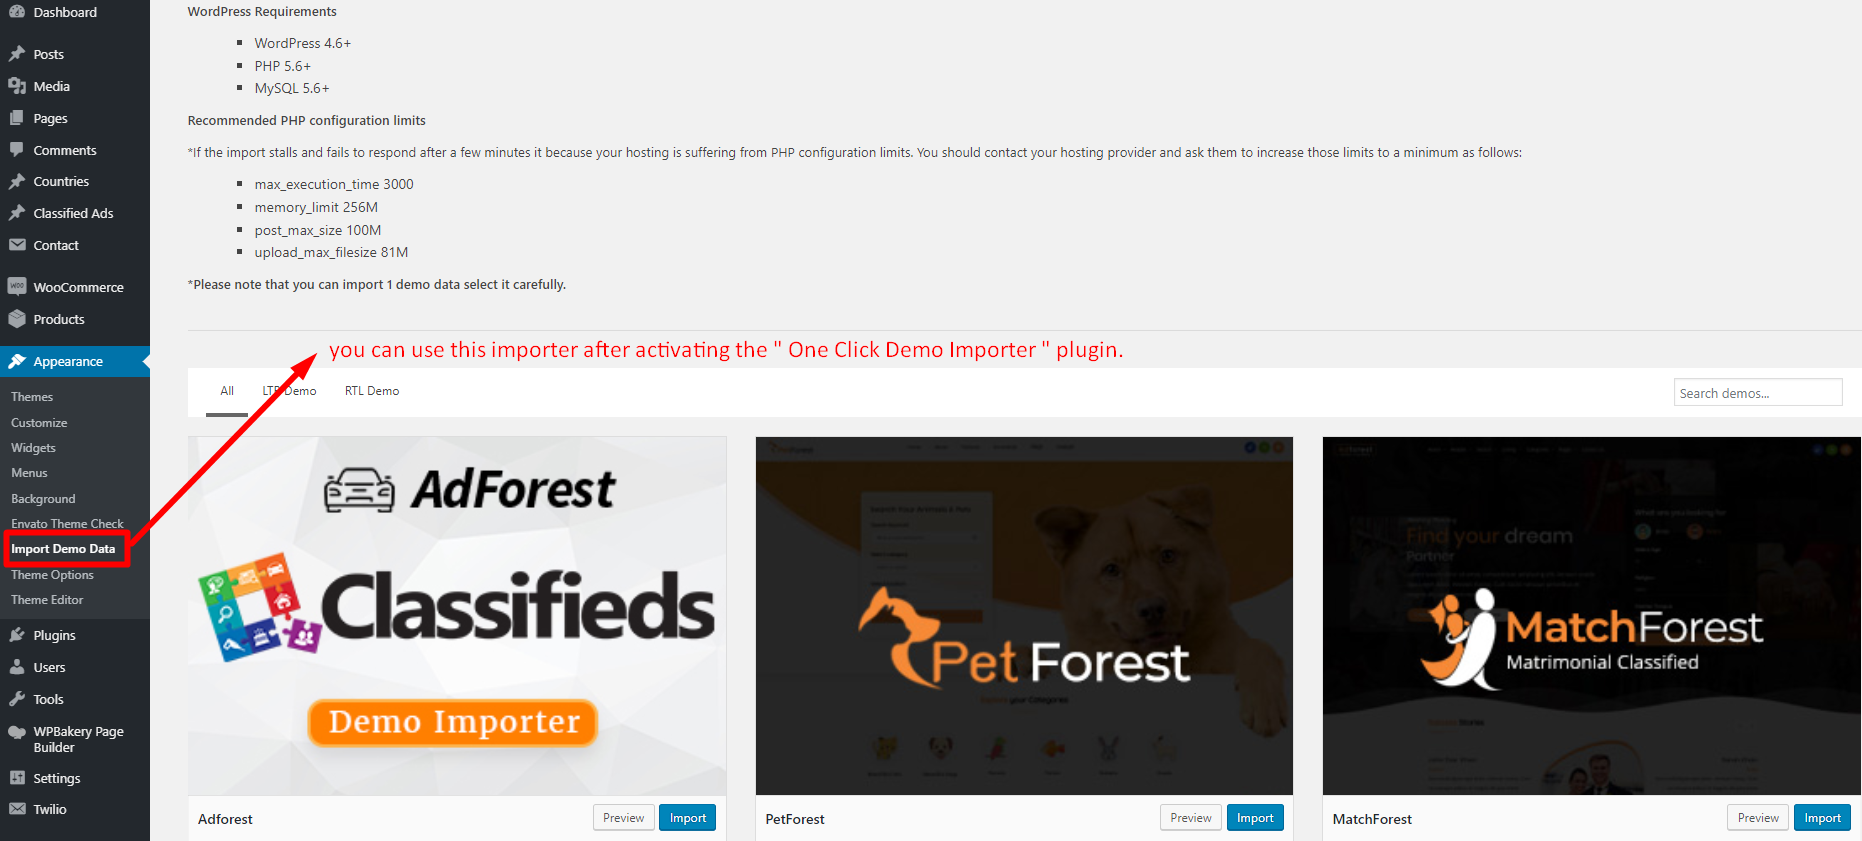 Dashboard
Posts
Media
Pages
Comments
Countries
Classified Ads
Contact
WooCommerce
Products
Appearance
Themes
Customize
Widgets
Menus
Background
Envato Theme Check
Import Demo Data
Theme Options
Theme Editor
Plugins
Users
Tools
WPBakery Page
Builder
Settings
Twilio
WordPress Requirements
WordPress 4.6+
PHP 5.6+
MySQL 5.6+
Recommended PHP configuration limits
*If the import stalls and fails to respond after a few minutes it because your hosting is suffering from PHP configuration limits. You should contact your hosting provider and ask them to increase those limits to a minimum as follows:
max_execution_time 3000
memory_limit 256M
post_max_size 100M
upload_max_filesize 81M
*Please note that you can import 1 demo data select it carefully.
you can use this importer after activating the " One Click Demo Importer " plugin.
All LTR Demo RTL Demo
Search demos...
AdForest
Classifieds
Demo Importer
Adforest
Preview Import
Pet Forest
PetForest
Preview Import
Find your dream
Partner
MatchForest
Matrimonial Classified
MatchForest
Preview Import